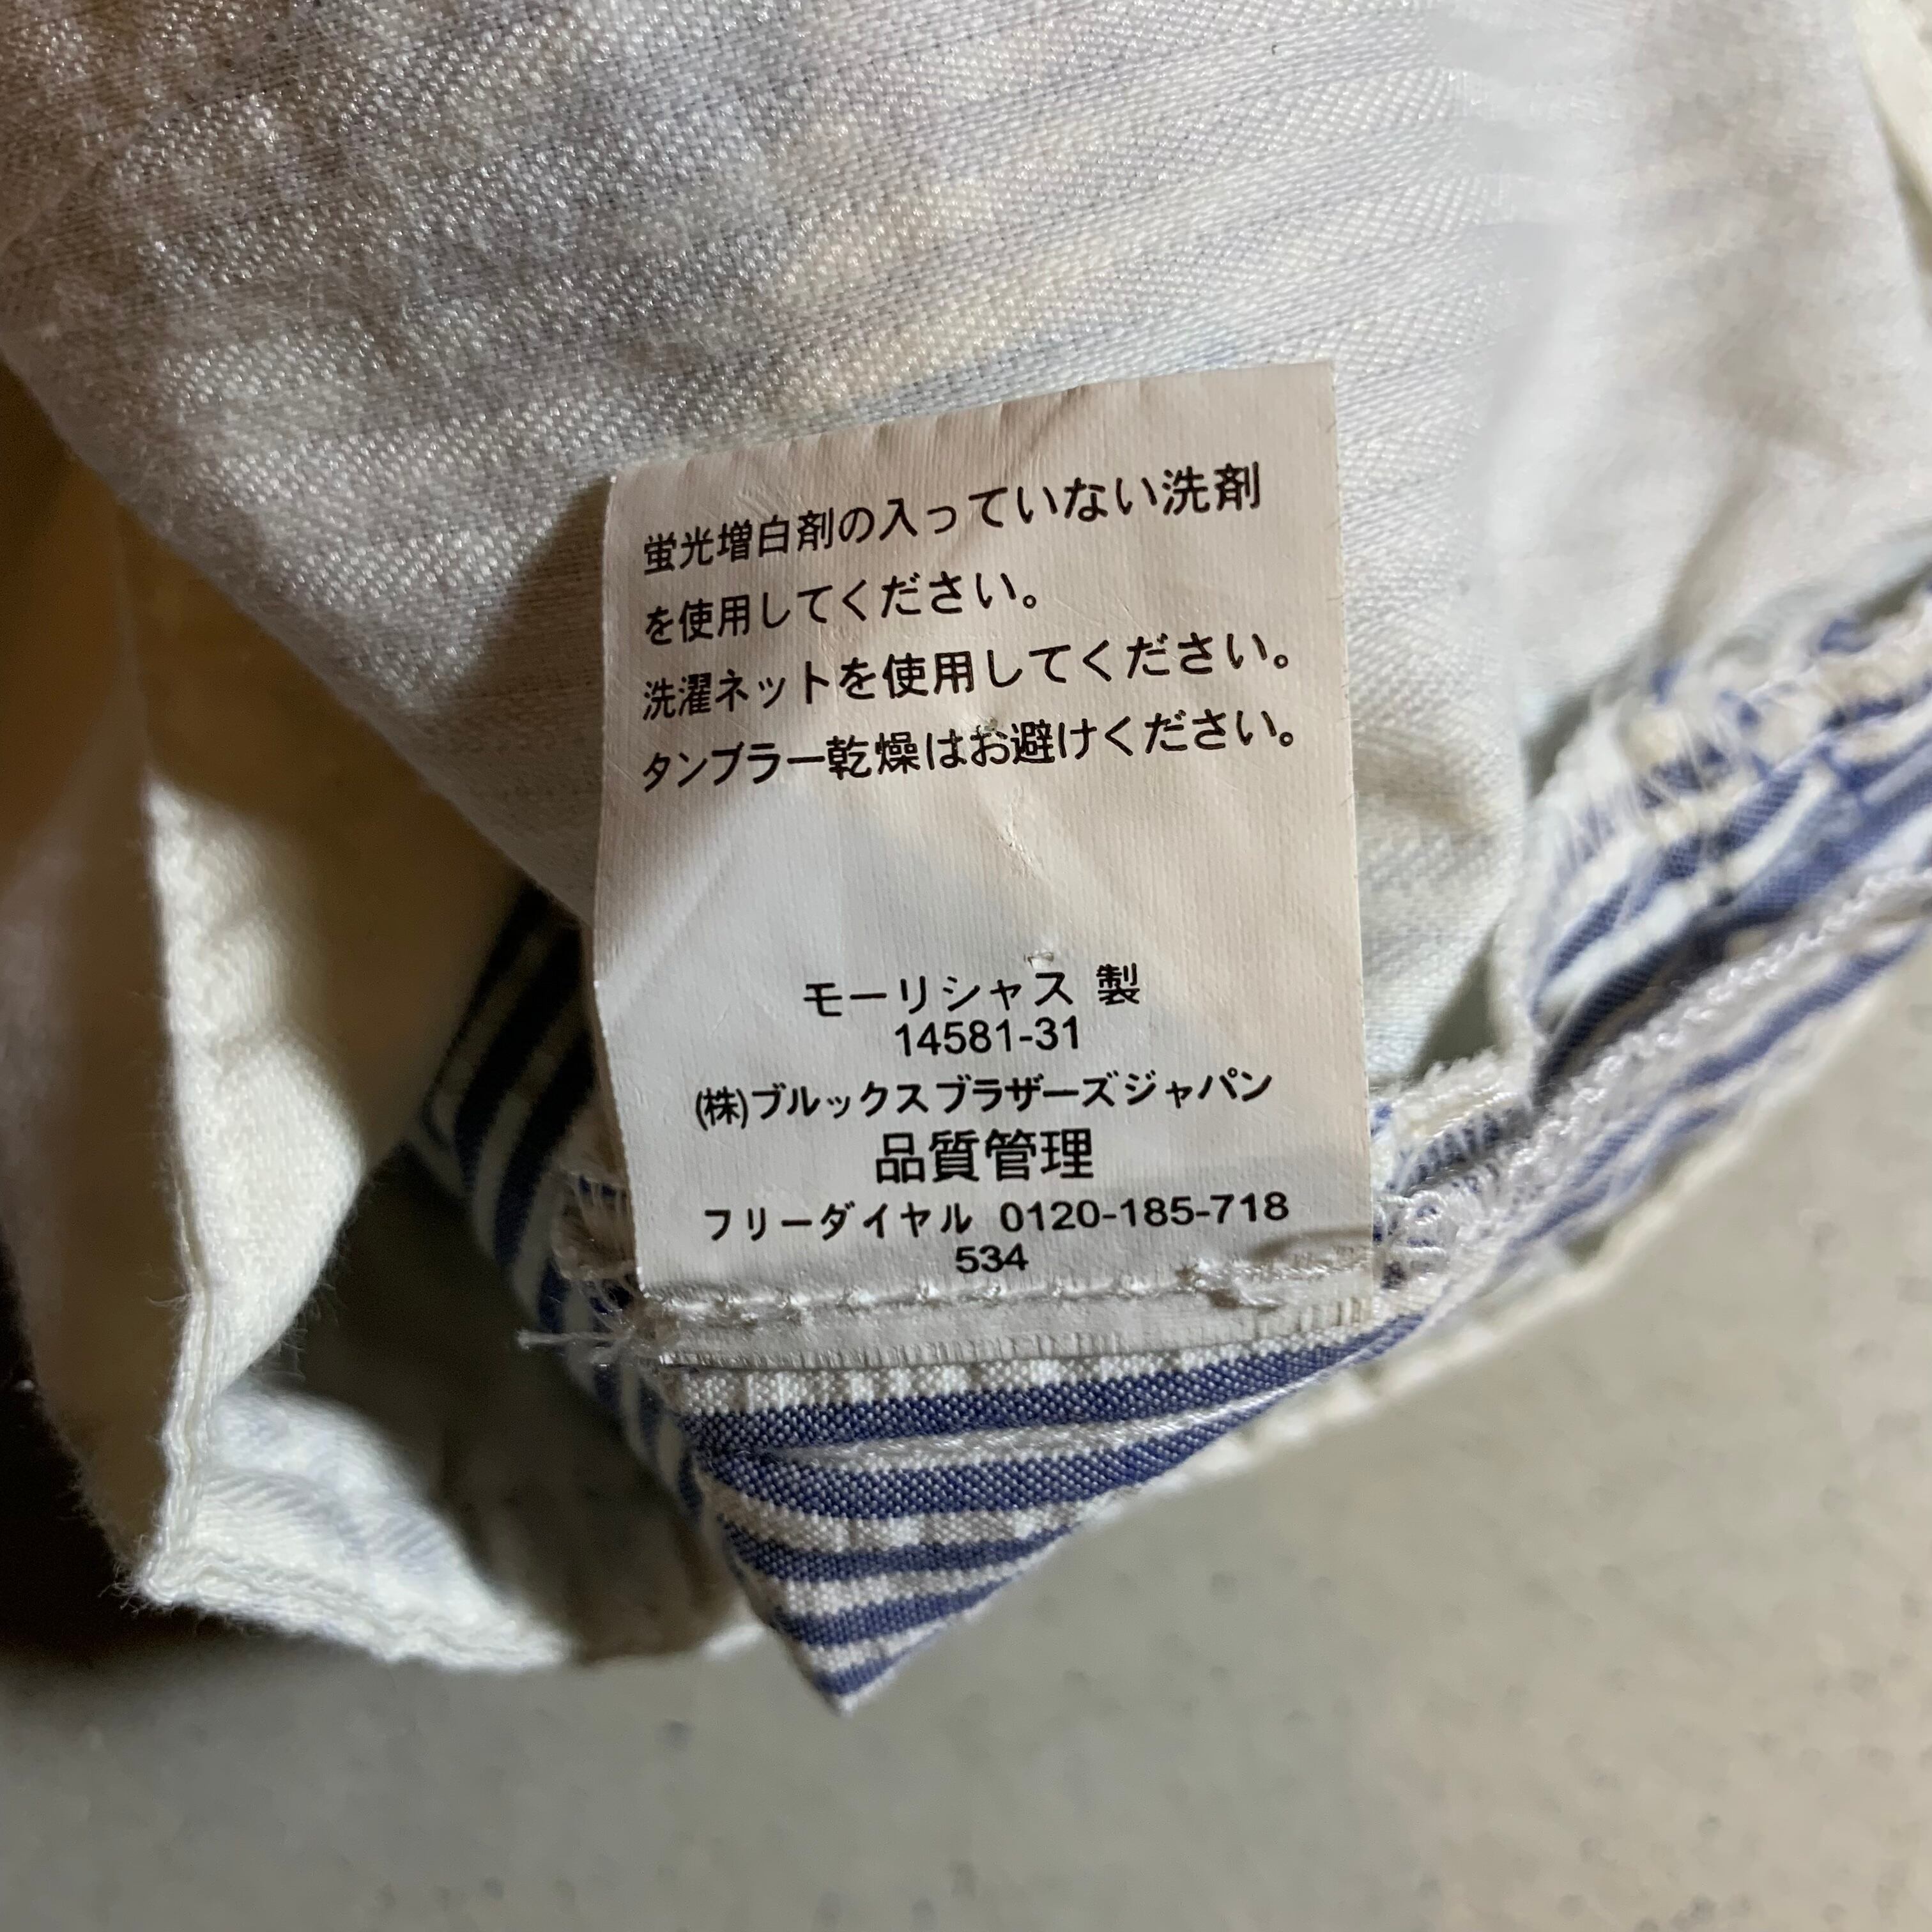 蛍光増白剤の入っていない洗剤
を使用してください。
洗濯ネットを使用してください。
タンブラー乾燥はお避けください。
モーリシャス 製
14581-31
(株)ブルックスブラザーズジャパン
品質管理
フリーダイヤル 0120-185-718
534